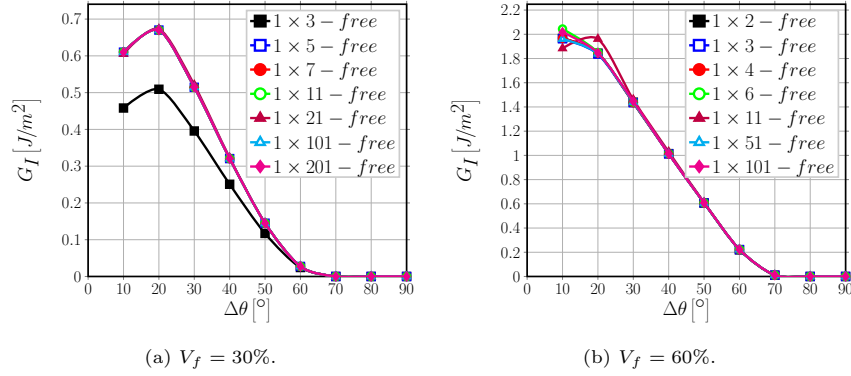 0.7
0.6
0.5
0.4
0.3
0.2
0.1
0
G_I [J/m²]
1 × 3 − free
1 × 5 − free
1 × 7 − free
1 × 11 − free
1 × 21 − free
1 × 101 − free
1 × 201 − free
0 10 20 30 40 50 60 70 80 90
Δθ [°]
(a) V_f = 30%.
2.2
2
1.8
1.6
1.4
1.2
1
0.8
0.6
0.4
0.2
0
G_I [J/m²]
1 × 2 − free
1 × 3 − free
1 × 4 − free
1 × 6 − free
1 × 11 − free
1 × 51 − free
1 × 101 − free
0 10 20 30 40 50 60 70 80 90
Δθ [°]
(b) V_f = 60%.